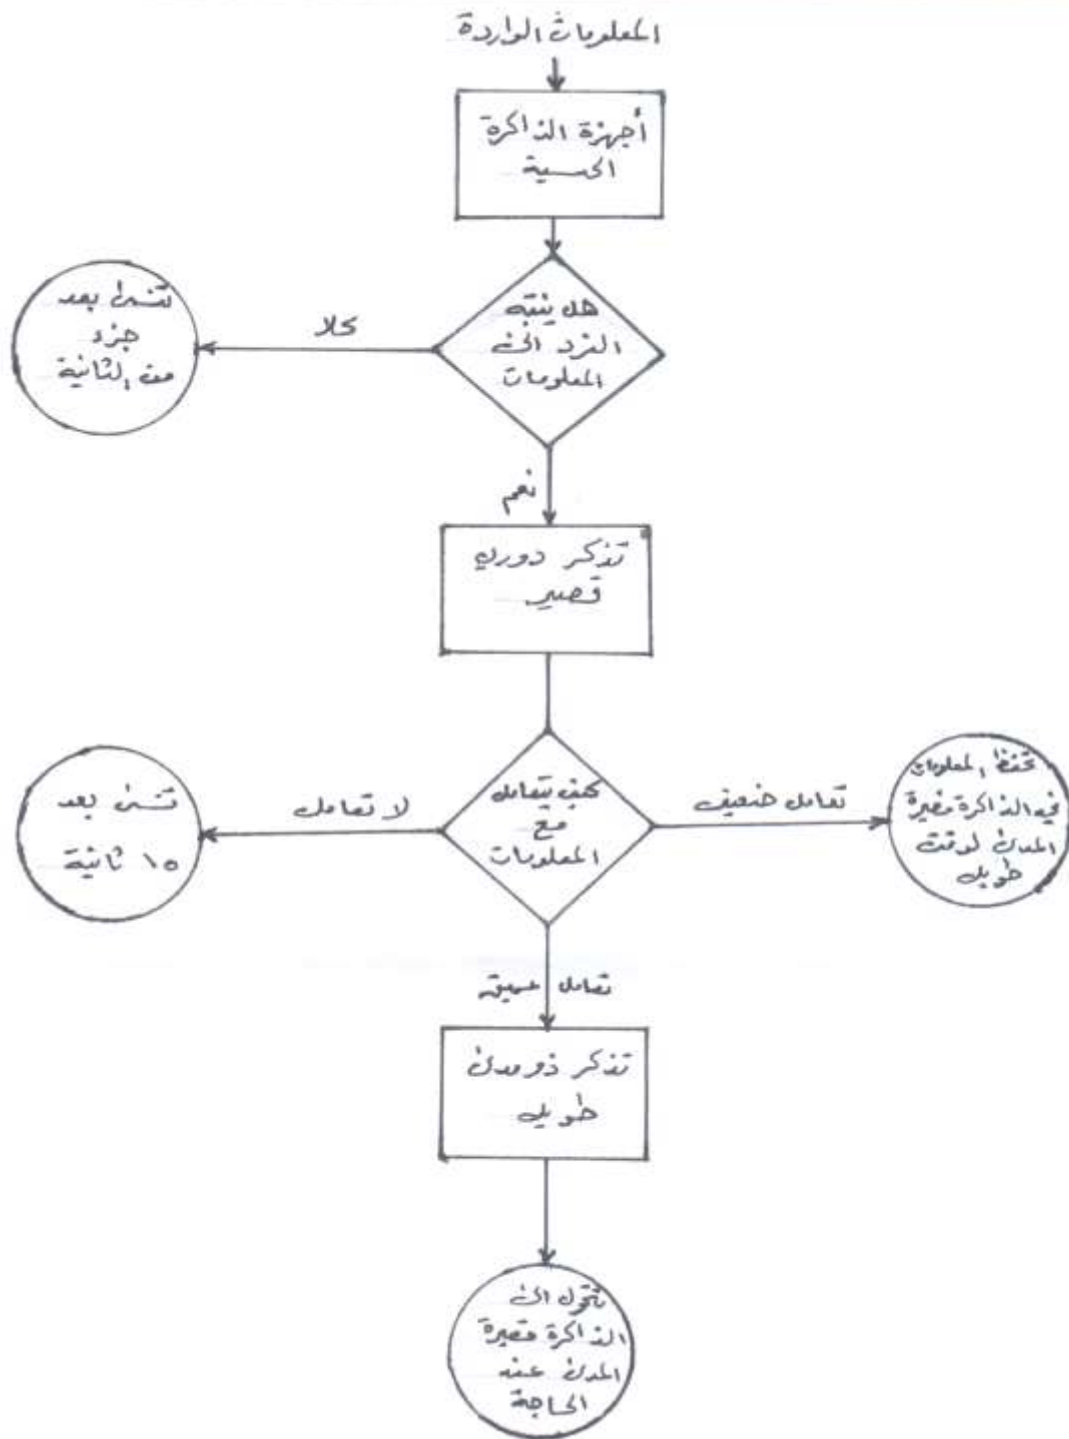 المعلومات الواردة
أجهزة الذاكرة
الحسية
هل ينتبه
الفرد الى
المعلومات
كلا
تنسى بعد
جزء
من الثانية
نعم
تذكر دوري
قصير
كيف يتعامل
مع
المعلومات
تعامل ضعيف
تحفظ المعلومات
في الذاكرة قصيرة
المدى لوقت
طويل
لا تعامل
تنسى بعد
١٥ ثانية
تعامل عميق
تذكر ذو مدى
طويل
تتحول الى
الذاكرة قصيرة
المدى عند
الحاجة